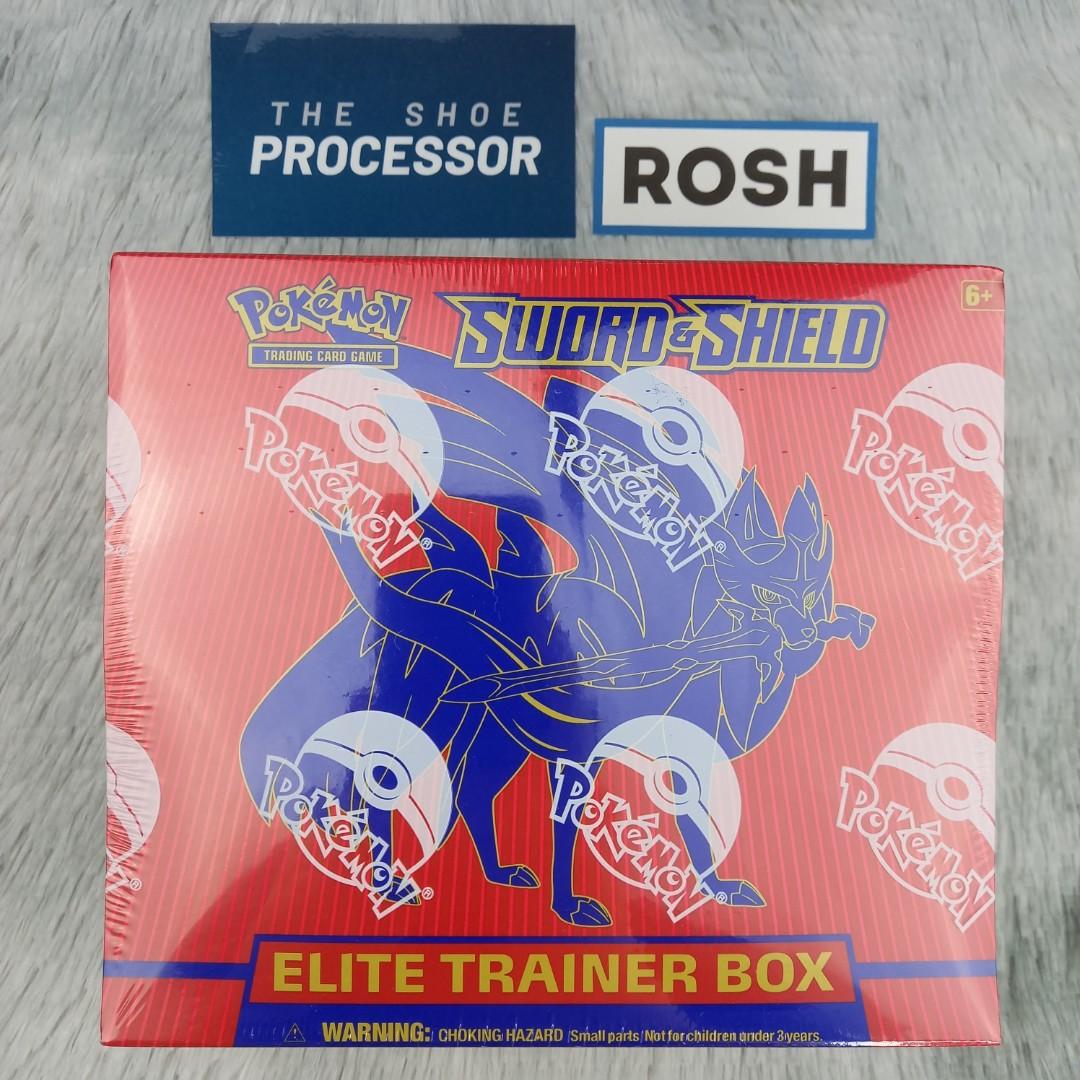 THE SHOE
PROCESSOR
ROSH
POKéMON
TRADING CARD GAME
SWORD & SHIELD
6+
POKéMON
POKéMON
POKéMON
POKéMON
POKéMON
POKéMON
ELITE TRAINER BOX
WARNING: CHOKING HAZARD Small parts Not for children under 3 years.